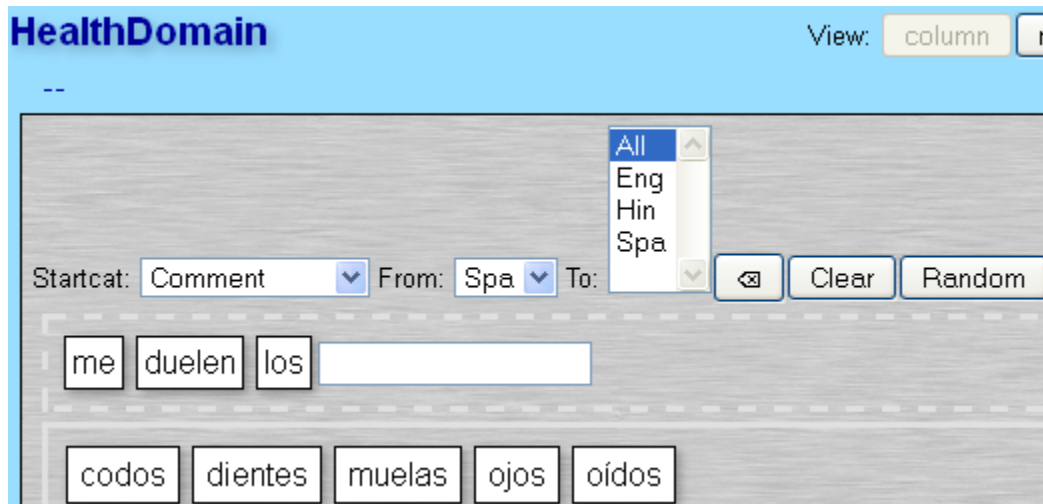 HealthDomain View: column
--
All
Eng
Hin
Spa
Startcat: Comment From: Spa To: ⌫ Clear Random
me duelen los
codos dientes muelas ojos oídos